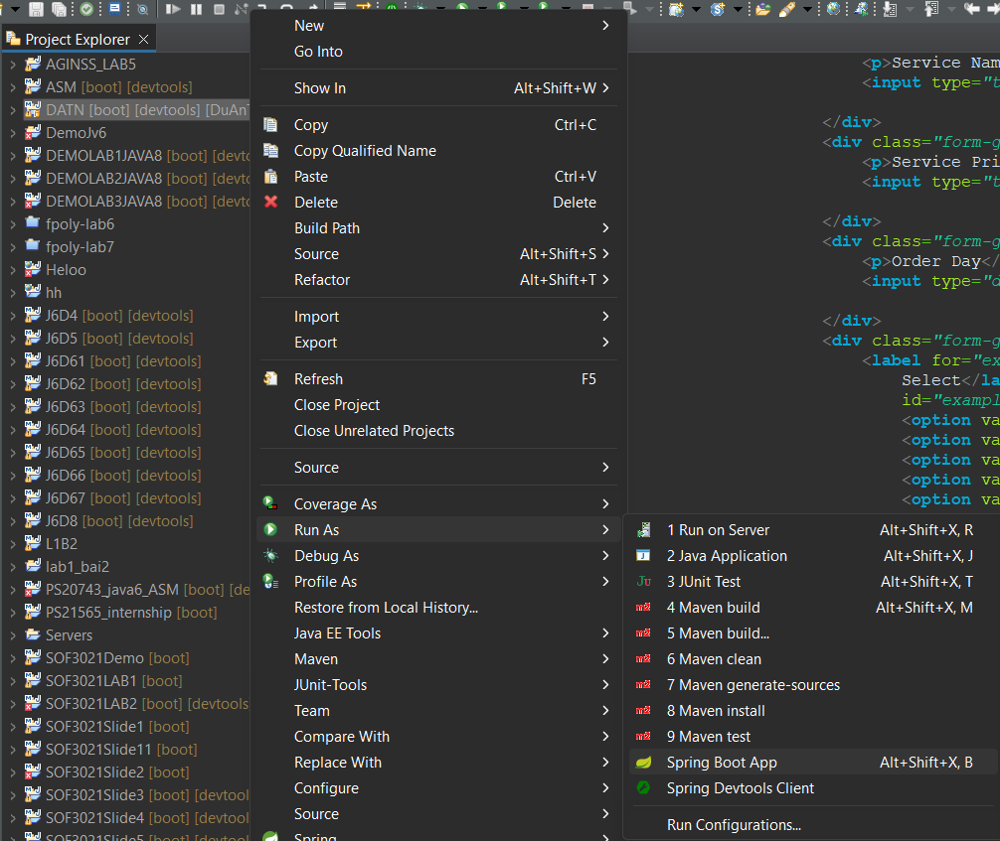 Project Explorer
AGINSS_LAB5
ASM [boot] [devtools]
DATN [boot] [devtools] [DuAn
DemoJv6
DEMOLAB1JAVA8 [boot] [devto
DEMOLAB2JAVA8 [boot] [devto
DEMOLAB3JAVA8 [boot] [devto
fpoly-lab6
fpoly-lab7
Heloo
hh
J6D4 [boot] [devtools]
J6D5 [boot] [devtools]
J6D61 [boot] [devtools]
J6D62 [boot] [devtools]
J6D63 [boot] [devtools]
J6D64 [boot] [devtools]
J6D65 [boot] [devtools]
J6D66 [boot] [devtools]
J6D67 [boot] [devtools]
J6D8 [boot] [devtools]
L1B2
lab1_bai2
PS20743_java6_ASM [boot] [de
PS21565_internship [boot]
Servers
SOF3021Demo [boot]
SOF3021LAB1 [boot]
SOF3021LAB2 [boot] [devtools
SOF3021Slide1 [boot]
SOF3021Slide11 [boot]
SOF3021Slide2 [boot]
SOF3021Slide3 [boot] [devtool
SOF3021Slide4 [boot] [devtool
SOF3021Slide5 [boot] [devtool
New
Go Into
Show In Alt+Shift+W
Copy Ctrl+C
Copy Qualified Name
Paste Ctrl+V
Delete Delete
Build Path
Source Alt+Shift+S
Refactor Alt+Shift+T
Import
Export
Refresh F5
Close Project
Close Unrelated Projects
Source
Coverage As
Run As
Debug As
Profile As
Restore from Local History...
Java EE Tools
Maven
JUnit-Tools
Team
Compare With
Replace With
Configure
Source
Spring
<p>Service Nam
<input type="t
</div>
<div class="form-g
<p>Service Pri
<input type="t
</div>
<div class="form-g
<p>Order Day</
<input type="d
</div>
<div class="form-g
<label for="ex
Select</la
id="exampl
<option va
<option va
<option va
<option va
<option va
1 Run on Server Alt+Shift+X, R
2 Java Application Alt+Shift+X, J
3 JUnit Test Alt+Shift+X, T
4 Maven build Alt+Shift+X, M
5 Maven build...
6 Maven clean
7 Maven generate-sources
8 Maven install
9 Maven test
Spring Boot App Alt+Shift+X, B
Spring Devtools Client
Run Configurations...